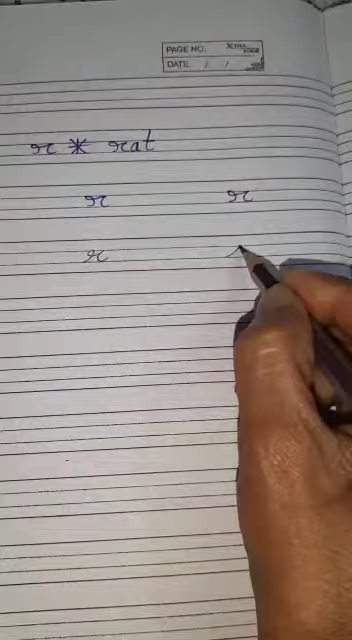 PAGE NO.
DATE / /
r * rat
r r
r